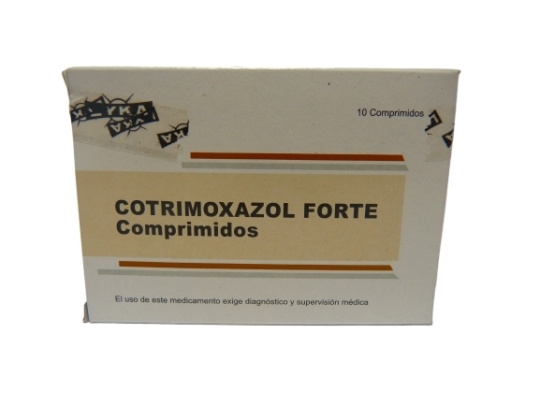 10 Comprimidos
COTRIMOXAZOL FORTE
Comprimidos
El uso de este medicamento exige diagnóstico y supervisión médica